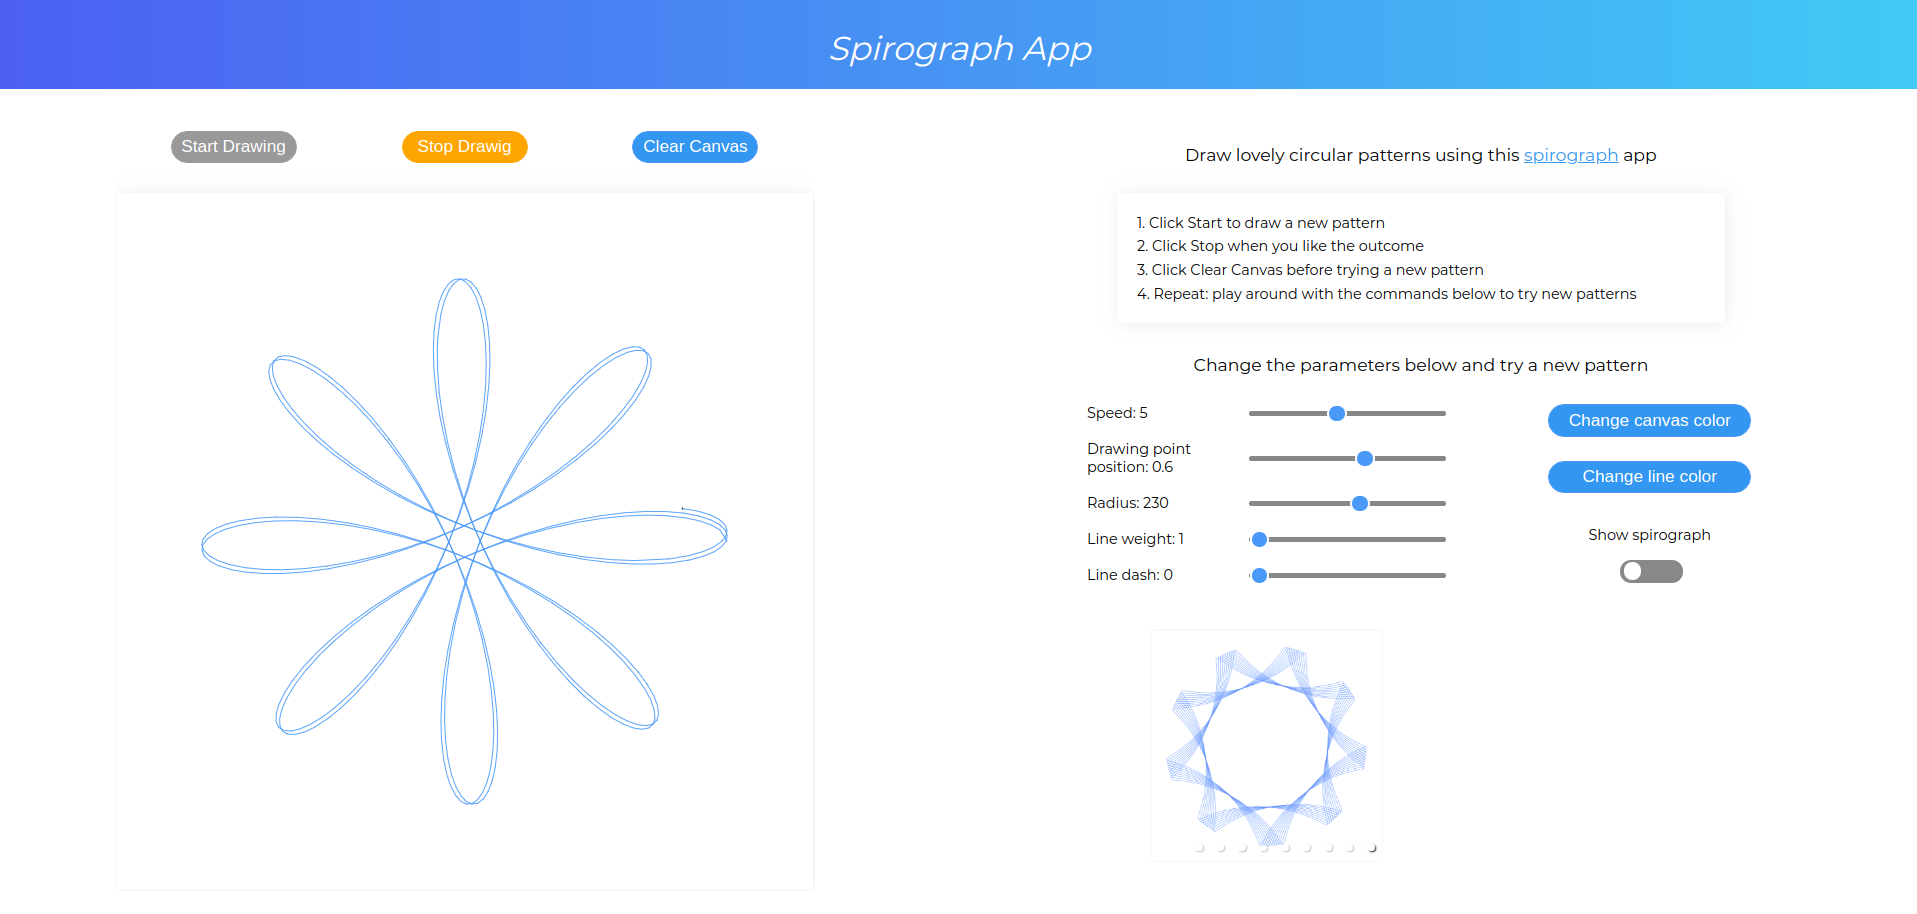 Spirograph App
Start Drawing
Stop Drawig
Clear Canvas
Draw lovely circular patterns using this spirograph app
1. Click Start to draw a new pattern
2. Click Stop when you like the outcome
3. Click Clear Canvas before trying a new pattern
4. Repeat: play around with the commands below to try new patterns
Change the parameters below and try a new pattern
Speed: 5
Drawing point
position: 0.6
Radius: 230
Line weight: 1
Line dash: 0
Change canvas color
Change line color
Show spirograph